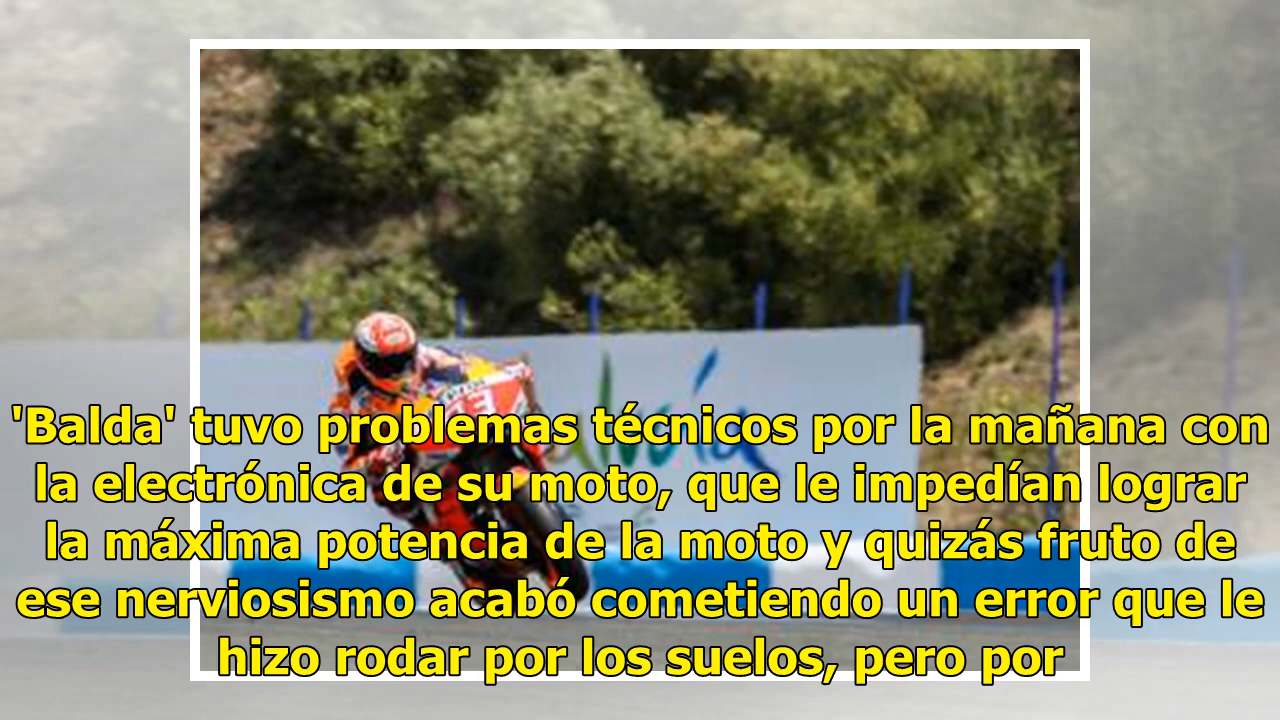 'Balda' tuvo problemas técnicos por la mañana con
la electrónica de su moto, que le impedían lograr
la máxima potencia de la moto y quizás fruto de
ese nerviosismo acabó cometiendo un error que le
hizo rodar por los suelos, pero por